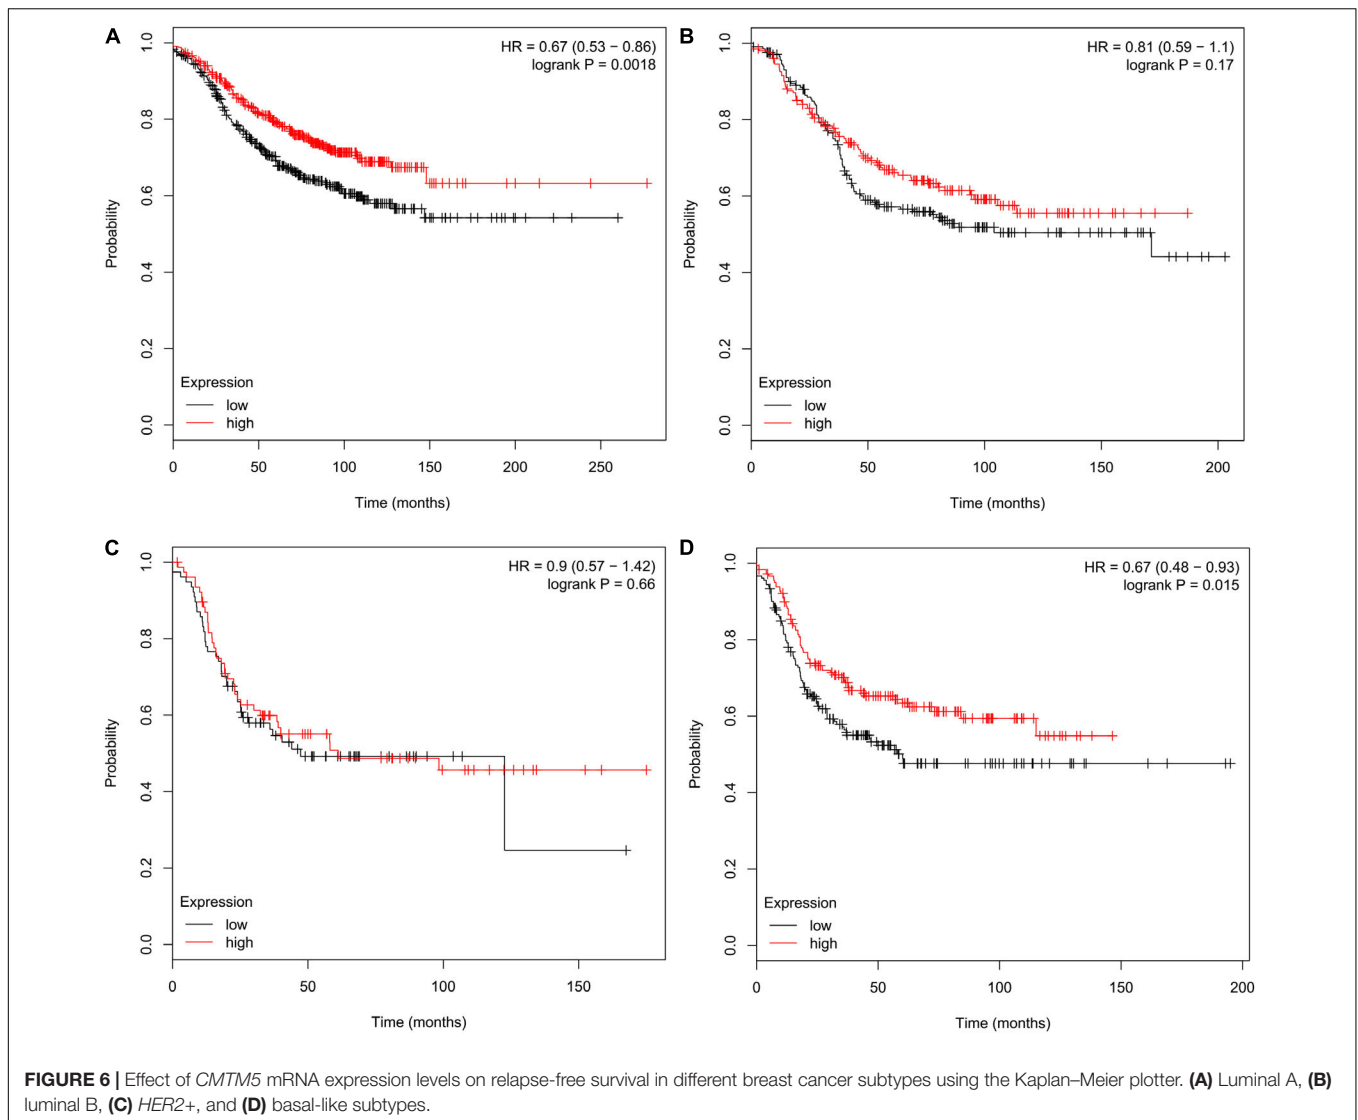 A
HR = 0.67 (0.53 − 0.86)
logrank P = 0.0018
1.0
0.8
0.6
0.4
0.2
0.0
Probability
Expression
low
high
0 50 100 150 200 250
Time (months)
B
HR = 0.81 (0.59 − 1.1)
logrank P = 0.17
1.0
0.8
0.6
0.4
0.2
0.0
Probability
Expression
low
high
0 50 100 150 200
Time (months)
C
HR = 0.9 (0.57 − 1.42)
logrank P = 0.66
1.0
0.8
0.6
0.4
0.2
0.0
Probability
Expression
low
high
0 50 100 150
Time (months)
D
HR = 0.67 (0.48 − 0.93)
logrank P = 0.015
1.0
0.8
0.6
0.4
0.2
0.0
Probability
Expression
low
high
0 50 100 150 200
Time (months)
FIGURE 6 | Effect of CMTM5 mRNA expression levels on relapse-free survival in different breast cancer subtypes using the Kaplan–Meier plotter. (A) Luminal A, (B)
luminal B, (C) HER2+, and (D) basal-like subtypes.